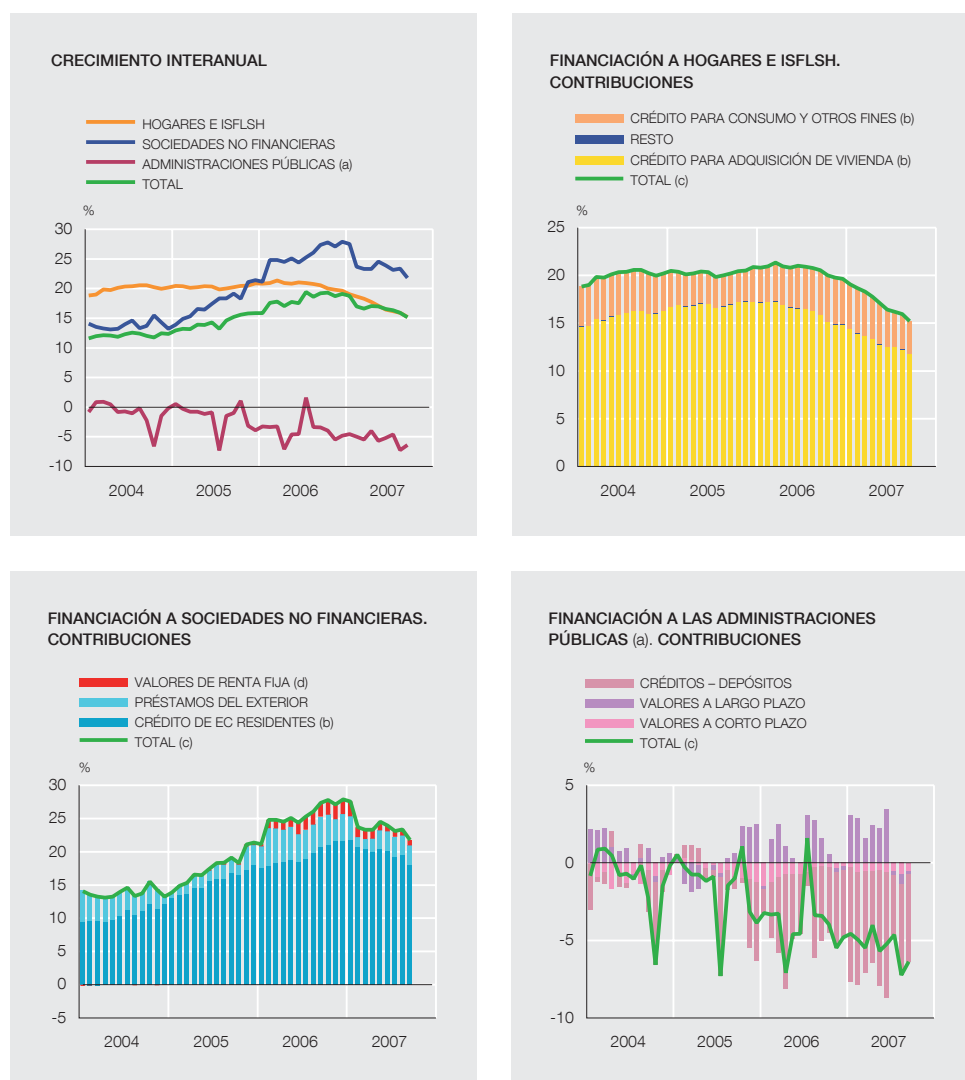 CRECIMIENTO INTERANUAL
HOGARES E ISFLSH
SOCIEDADES NO FINANCIERAS
ADMINISTRACIONES PÚBLICAS (a)
TOTAL
%
30
25
20
15
10
5
0
-5
-10
2004 2005 2006 2007
FINANCIACIÓN A HOGARES E ISFLSH.
CONTRIBUCIONES
CRÉDITO PARA CONSUMO Y OTROS FINES (b)
RESTO
CRÉDITO PARA ADQUISICIÓN DE VIVIENDA (b)
TOTAL (c)
%
25
20
15
10
5
0
2004 2005 2006 2007
FINANCIACIÓN A SOCIEDADES NO FINANCIERAS.
CONTRIBUCIONES
VALORES DE RENTA FIJA (d)
PRÉSTAMOS DEL EXTERIOR
CRÉDITO DE EC RESIDENTES (b)
TOTAL (c)
%
30
25
20
15
10
5
0
-5
2004 2005 2006 2007
FINANCIACIÓN A LAS ADMINISTRACIONES
PÚBLICAS (a). CONTRIBUCIONES
CRÉDITOS – DEPÓSITOS
VALORES A LARGO PLAZO
VALORES A CORTO PLAZO
TOTAL (c)
%
5
0
-5
-10
2004 2005 2006 2007